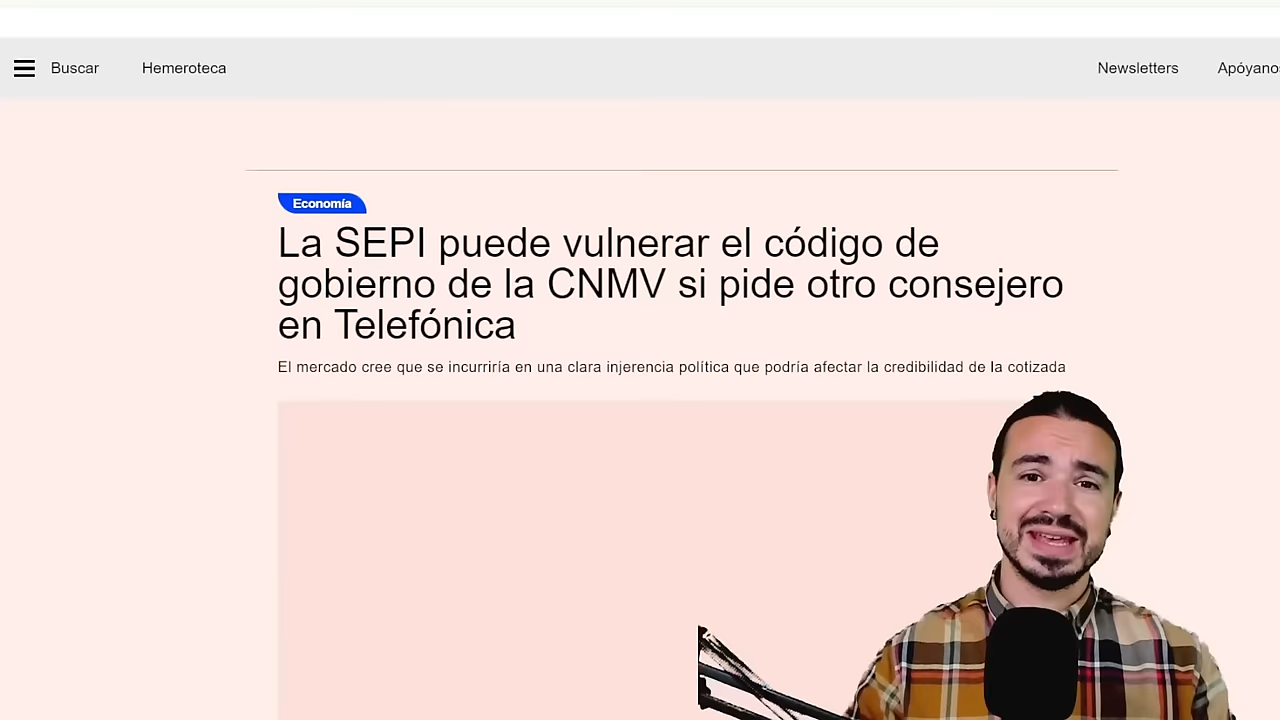 Buscar
Hemeroteca
Newsletters
Apóyanos
Economía
La SEPI puede vulnerar el código de
gobierno de la CNMV si pide otro consejero
en Telefónica
El mercado cree que se incurriría en una clara injerencia política que podría afectar la credibilidad de la cotizada